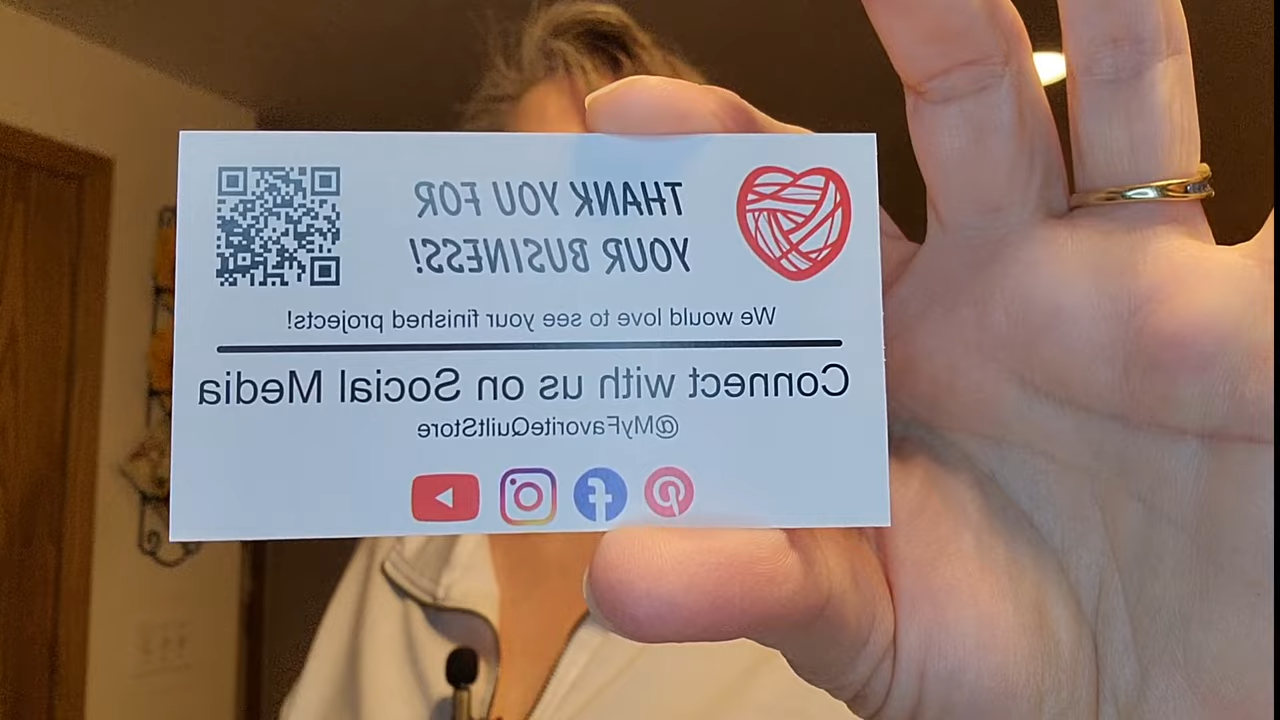 THANK YOU FOR
YOUR BUSINESS!
We would love to see your finished projects!
Connect with us on Social Media
@MyFavoriteQuiltStore